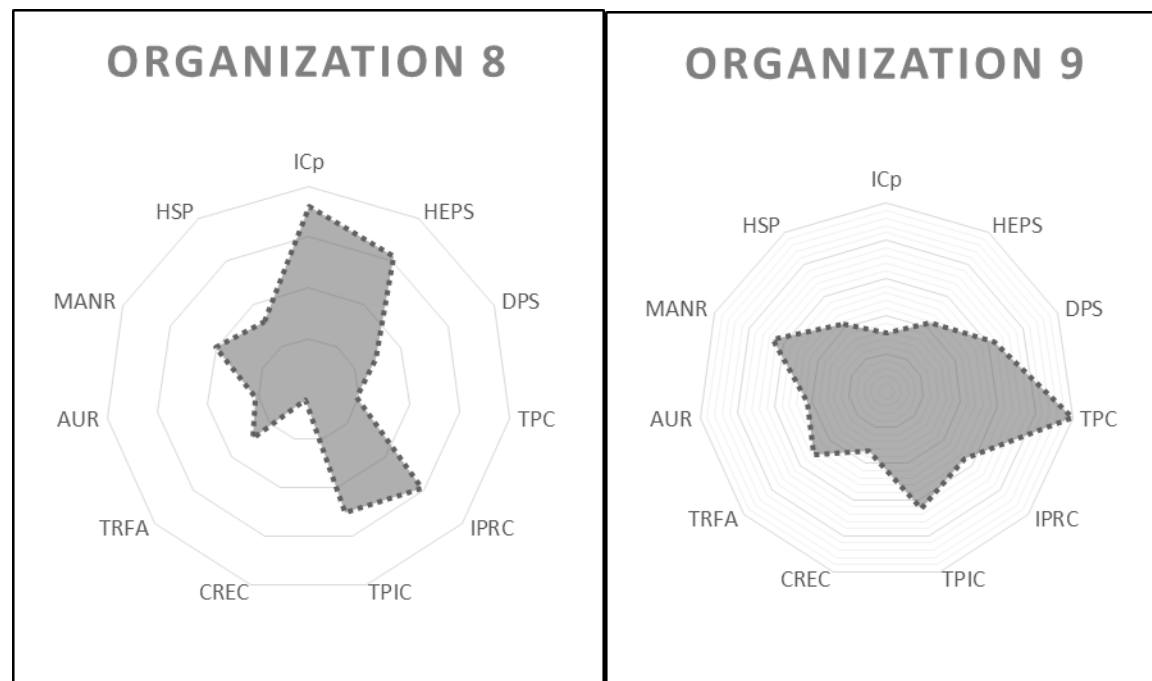 ORGANIZATION 8
ICp
HEPS
DPS
TPC
IPRC
TPIC
CREC
TRFA
AUR
MANR
HSP
ORGANIZATION 9
ICp
HEPS
DPS
TPC
IPRC
TPIC
CREC
TRFA
AUR
MANR
HSP